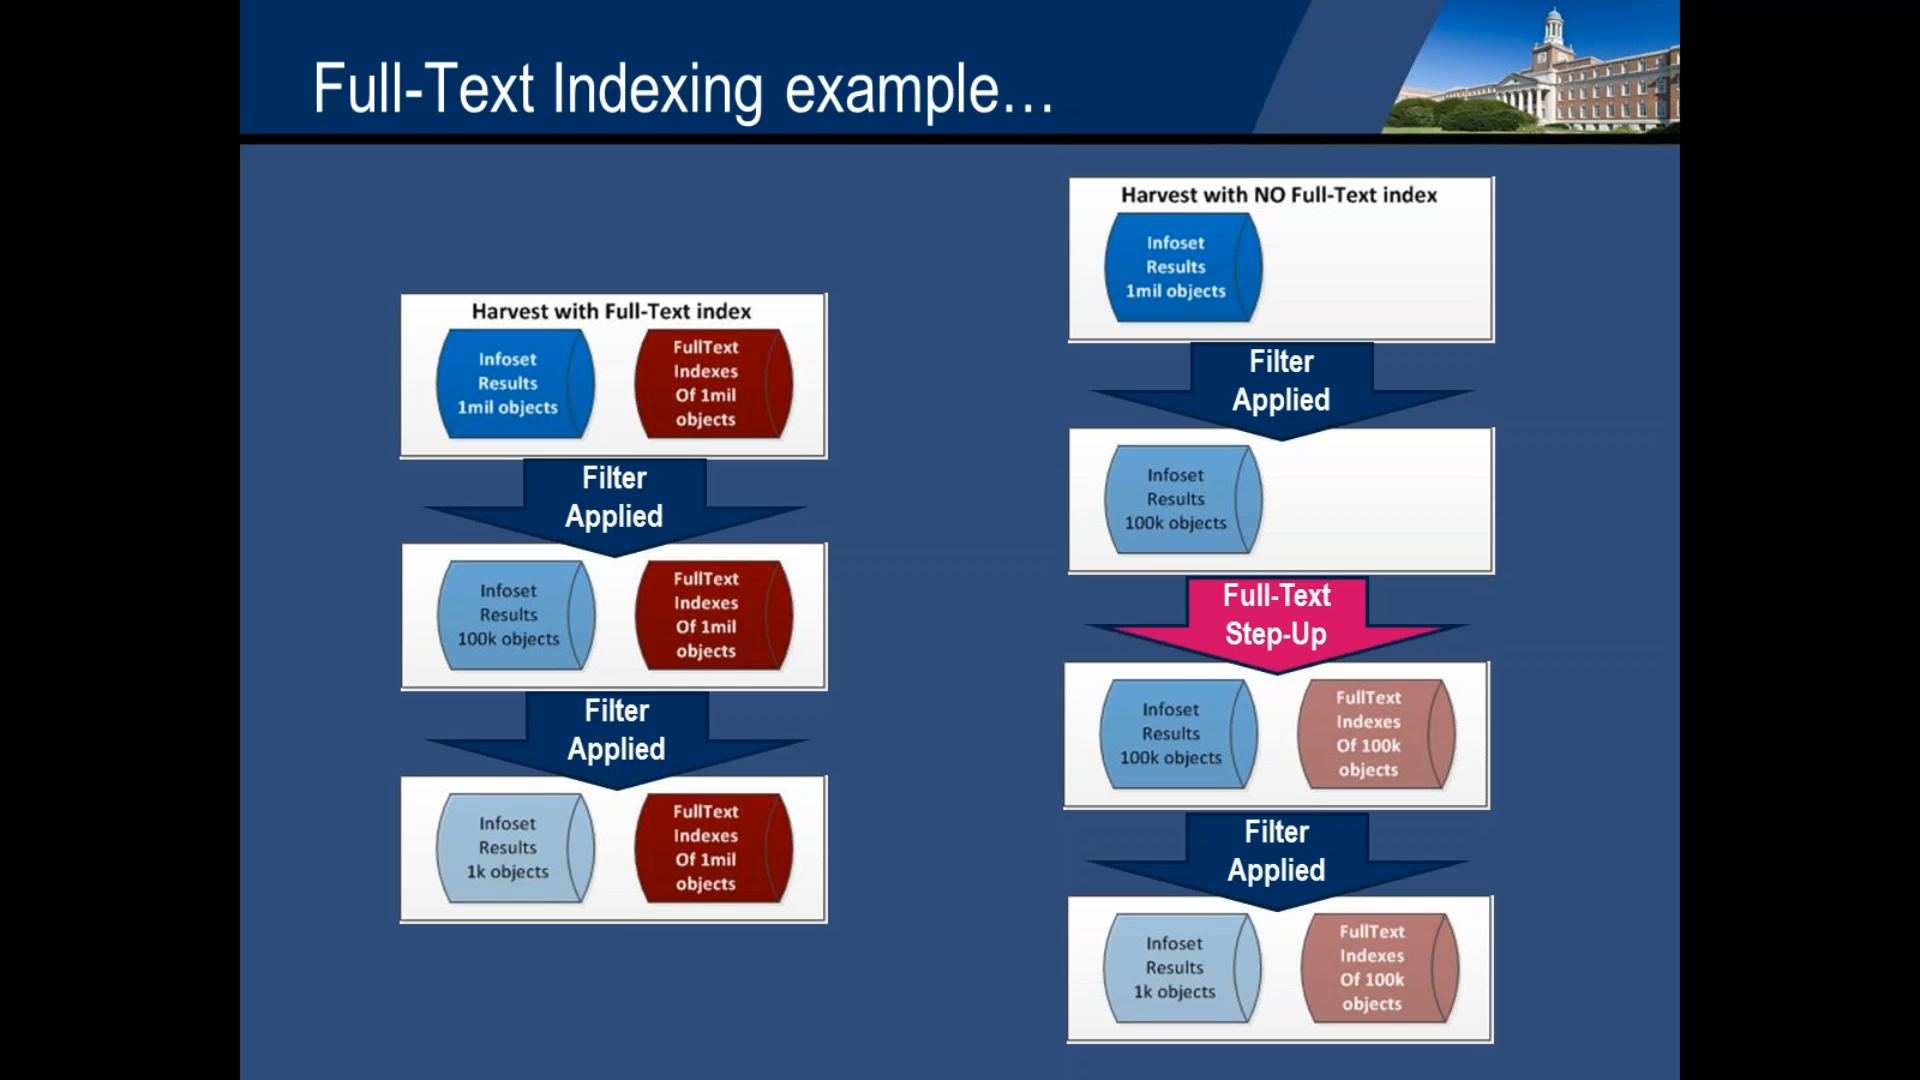 Full-Text Indexing example…
Harvest with Full-Text index
Infoset
Results
1mil objects
FullText
Indexes
Of 1mil
objects
Filter
Applied
Infoset
Results
100k objects
FullText
Indexes
Of 1mil
objects
Filter
Applied
Infoset
Results
1k objects
FullText
Indexes
Of 1mil
objects
Harvest with NO Full-Text index
Infoset
Results
1mil objects
Filter
Applied
Infoset
Results
100k objects
Full-Text
Step-Up
Infoset
Results
100k objects
FullText
Indexes
Of 100k
objects
Filter
Applied
Infoset
Results
1k objects
FullText
Indexes
Of 100k
objects